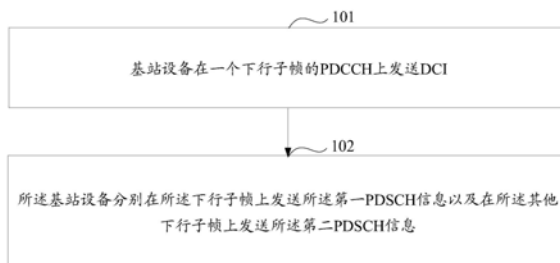 101
基站设备在一个下行子帧的PDCCH上发送DCI
102
所述基站设备分别在所述下行子帧上发送所述第一PDSCH信息以及在所述其他
下行子帧上发送所述第二PDSCH信息